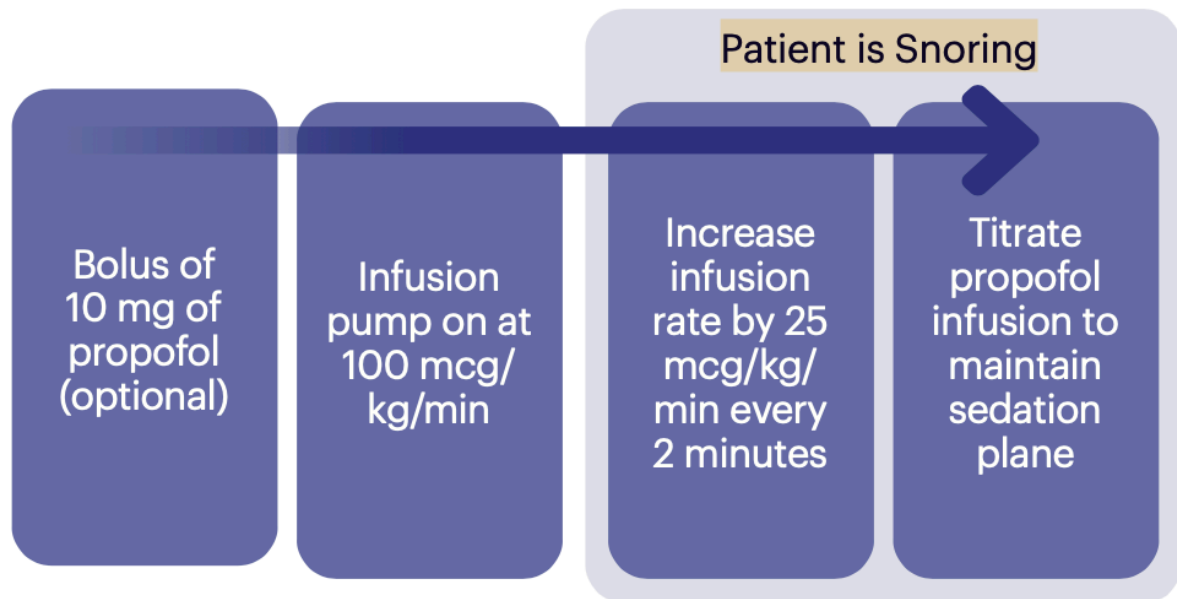 Patient is Snoring
Bolus of
10 mg of
propofol
(optional)
Infusion
pump on at
100 mcg/
kg/min
Increase
infusion
rate by 25
mcg/kg/
min every
2 minutes
Titrate
propofol
infusion to
maintain
sedation
plane